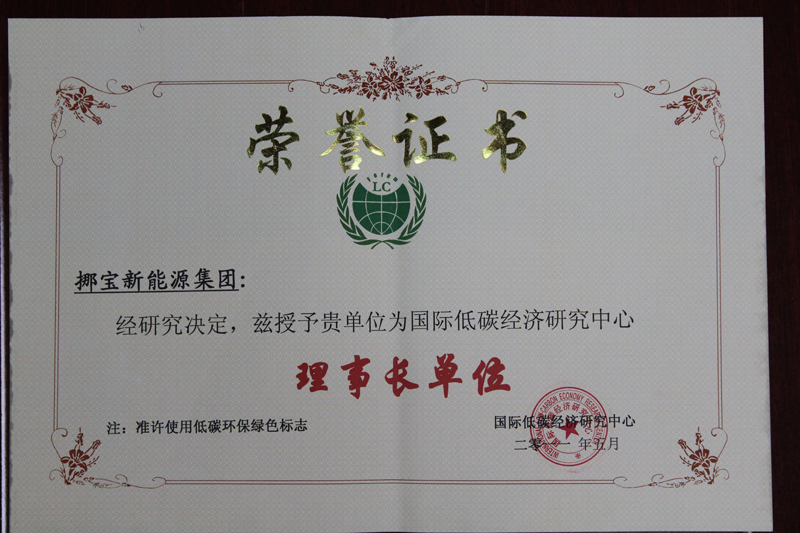 荣誉证书
LC
挪宝新能源集团:
经研究决定，兹授予贵单位为国际低碳经济研究中心
理事长单位
注：准许使用低碳环保绿色标志
国际低碳经济研究中心
二零一一年五月